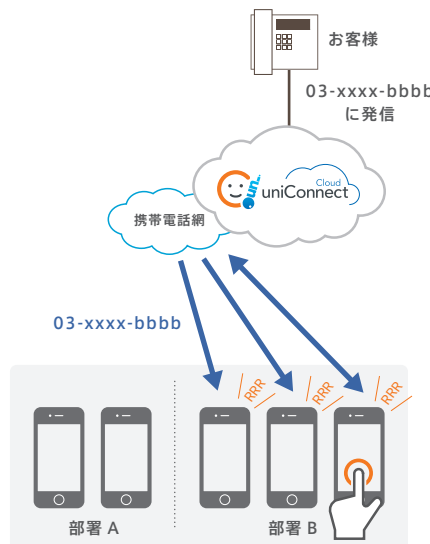 お客様
03-xxxx-bbbb
に発信
Cloud
uni
uniConnect
携帯電話網
03-xxxx-bbbb
RRR
RRR
RRR
部署 A
部署 B